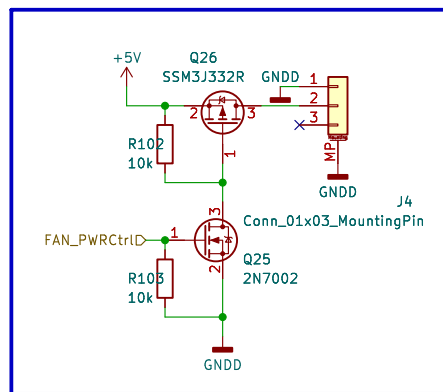 +5V
Q26
SSM3J332R
GNDD
1
2
3
2
3
1
R102
10k
MP
GNDD
J4
Conn_01x03_MountingPin
3
FAN_PWRCtrl
1
2
Q25
2N7002
R103
10k
GNDD